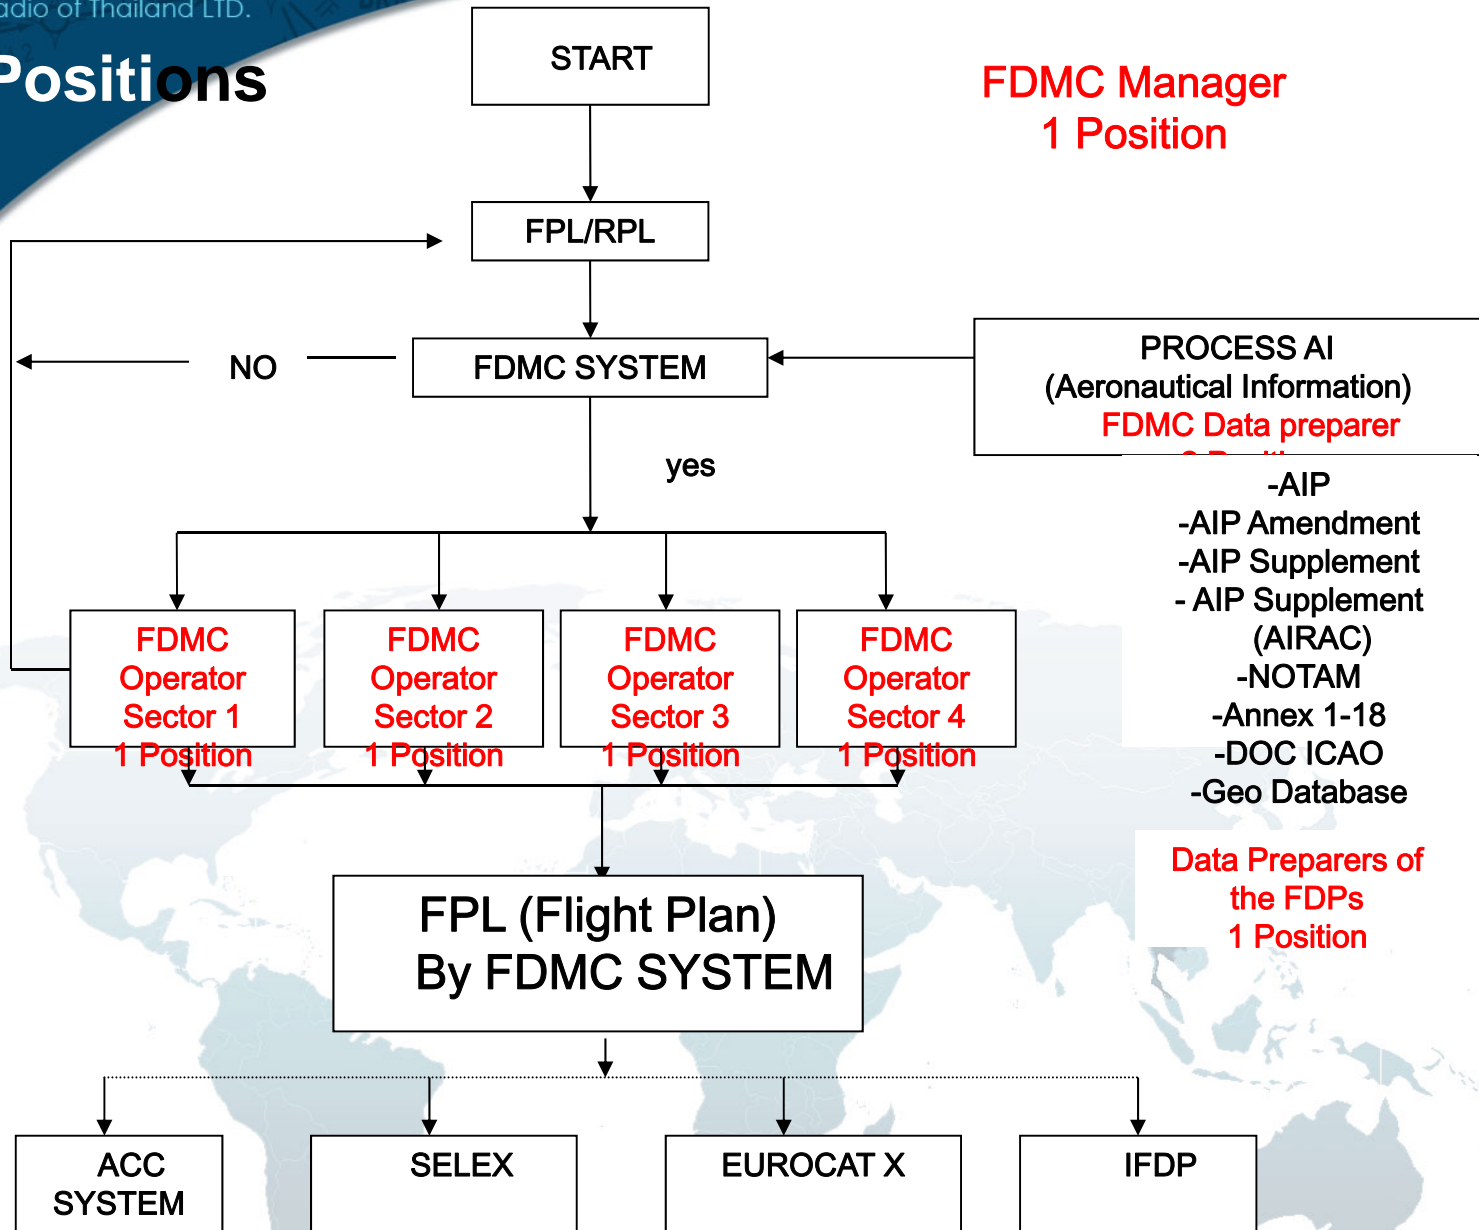 adio of Thailand LTD.
Positions
START
FDMC Manager
1 Position
FPL/RPL
NO
FDMC SYSTEM
PROCESS AI
(Aeronautical Information)
FDMC Data preparer
yes
-AIP
-AIP Amendment
-AIP Supplement
- AIP Supplement
(AIRAC)
-NOTAM
-Annex 1-18
-DOC ICAO
-Geo Database
FDMC
Operator
Sector 1
1 Position
FDMC
Operator
Sector 2
1 Position
FDMC
Operator
Sector 3
1 Position
FDMC
Operator
Sector 4
1 Position
Data Preparers of
the FDPs
1 Position
FPL (Flight Plan)
By FDMC SYSTEM
ACC
SYSTEM
SELEX
EUROCAT X
IFDP